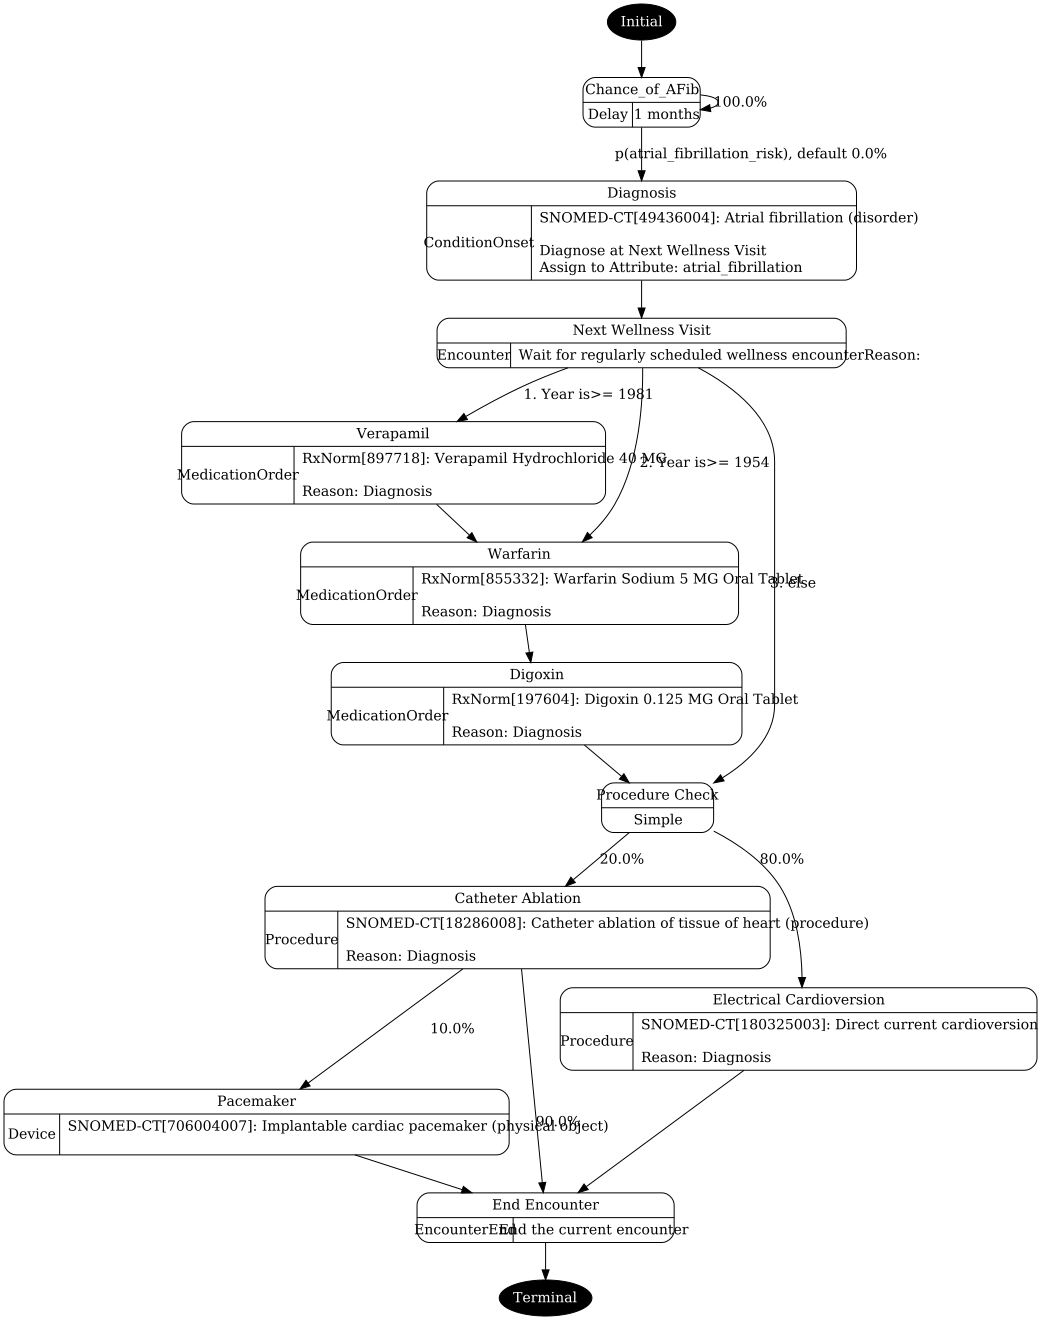 Initial
Chance_of_AFib
Delay 1 months
100.0%
p(atrial_fibrillation_risk), default 0.0%
Diagnosis
SNOMED-CT[49436004]: Atrial fibrillation (disorder)
ConditionOnset
Diagnose at Next Wellness Visit
Assign to Attribute: atrial_fibrillation
Next Wellness Visit
Encounter Wait for regularly scheduled wellness encounterReason:
1. Year is>= 1981
Verapamil
RxNorm[897718]: Verapamil Hydrochloride 40 MG
2. Year is>= 1954
MedicationOrder
Reason: Diagnosis
Warfarin
RxNorm[855332]: Warfarin Sodium 5 MG Oral Tablet
3. else
MedicationOrder
Reason: Diagnosis
Digoxin
RxNorm[197604]: Digoxin 0.125 MG Oral Tablet
MedicationOrder
Reason: Diagnosis
Procedure Check
Simple
20.0%
80.0%
Catheter Ablation
SNOMED-CT[18286008]: Catheter ablation of tissue of heart (procedure)
Procedure
Reason: Diagnosis
Electrical Cardioversion
SNOMED-CT[180325003]: Direct current cardioversion
Procedure
Reason: Diagnosis
10.0%
Pacemaker
SNOMED-CT[706004007]: Implantable cardiac pacemaker (physical object)
Device
90.0%
End Encounter
EncounterEnd End the current encounter
Terminal